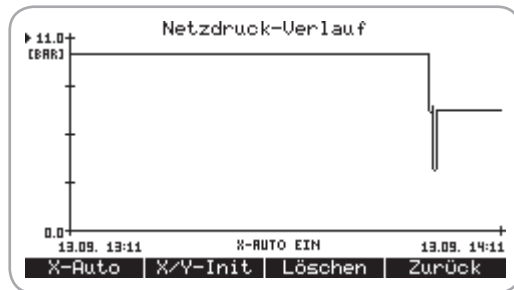 Netzdruck-Verlauf
11.0
[BAR]
0.0
13.09. 13:11 X-AUTO EIN 13.09. 14:11
X-Auto X/Y-Init Löschen Zurück